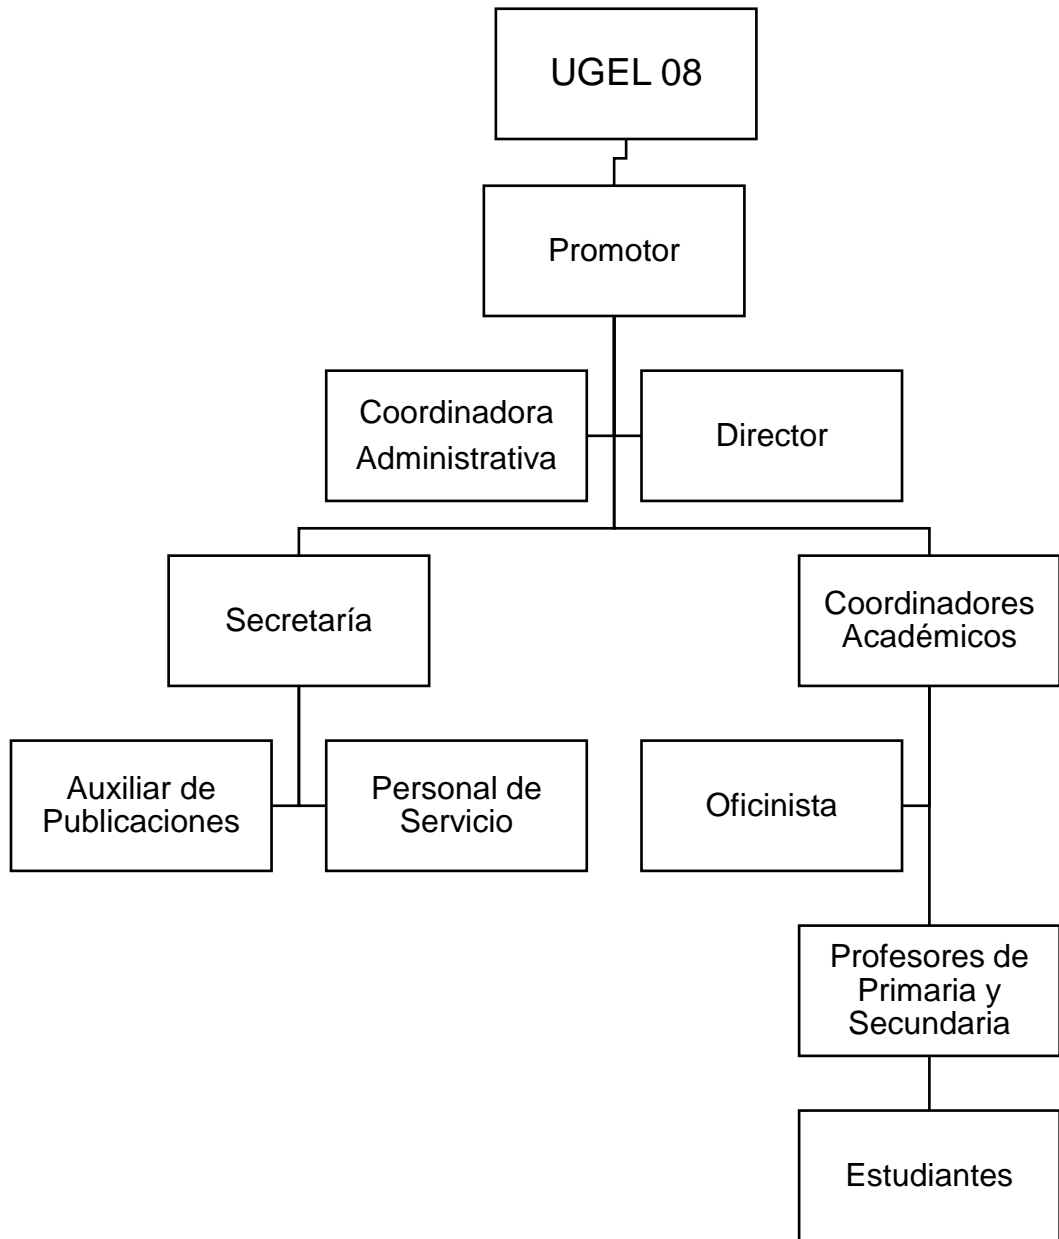 UGEL 08
Promotor
Coordinadora
Administrativa
Director
Secretaría
Coordinadores
Académicos
Auxiliar de
Publicaciones
Personal de
Servicio
Oficinista
Profesores de
Primaria y
Secundaria
Estudiantes